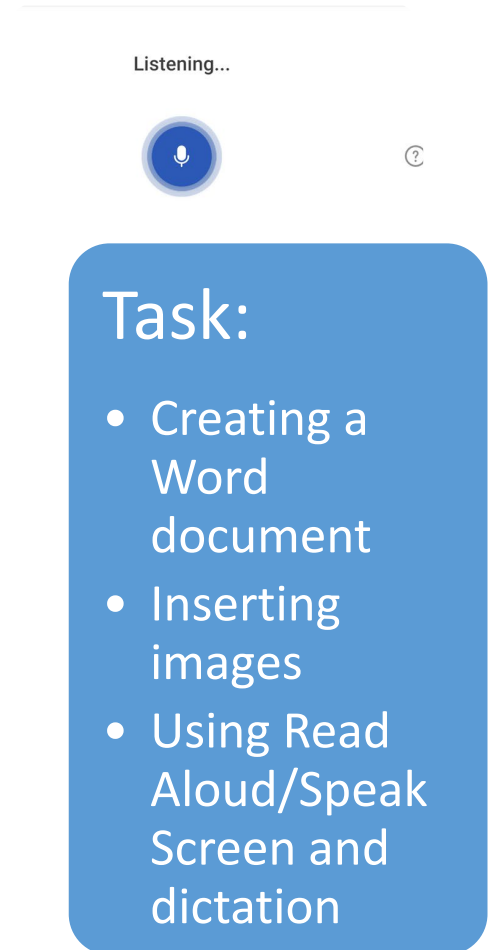 Listening...
?
Task:
• Creating a
Word
document
• Inserting
images
• Using Read
Aloud/Speak
Screen and
dictation